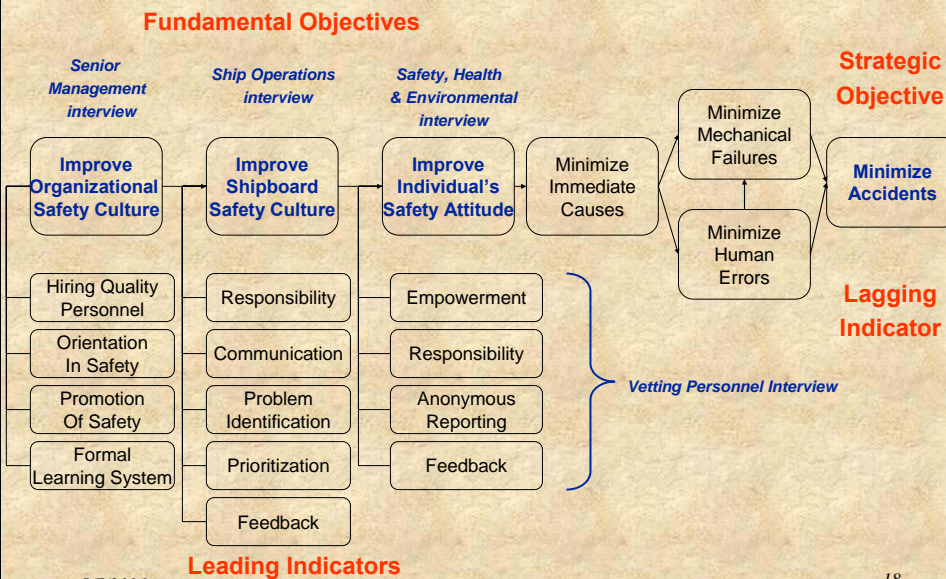 Fundamental Objectives
Senior
Management
interview
Ship Operations
interview
Safety, Health
& Environmental
interview
Strategic
Objective
Improve
Organizational
Safety Culture
Improve
Shipboard
Safety Culture
Improve
Individual's
Safety Attitude
Minimize
Immediate
Causes
Minimize
Mechanical
Failures
Minimize
Human
Errors
Minimize
Accidents
Lagging
Indicator
Hiring Quality
Personnel
Orientation
In Safety
Promotion
Of Safety
Formal
Learning System
Responsibility
Communication
Problem
Identification
Prioritization
Feedback
Empowerment
Responsibility
Anonymous
Reporting
Feedback
Vetting Personnel Interview
Leading Indicators
18